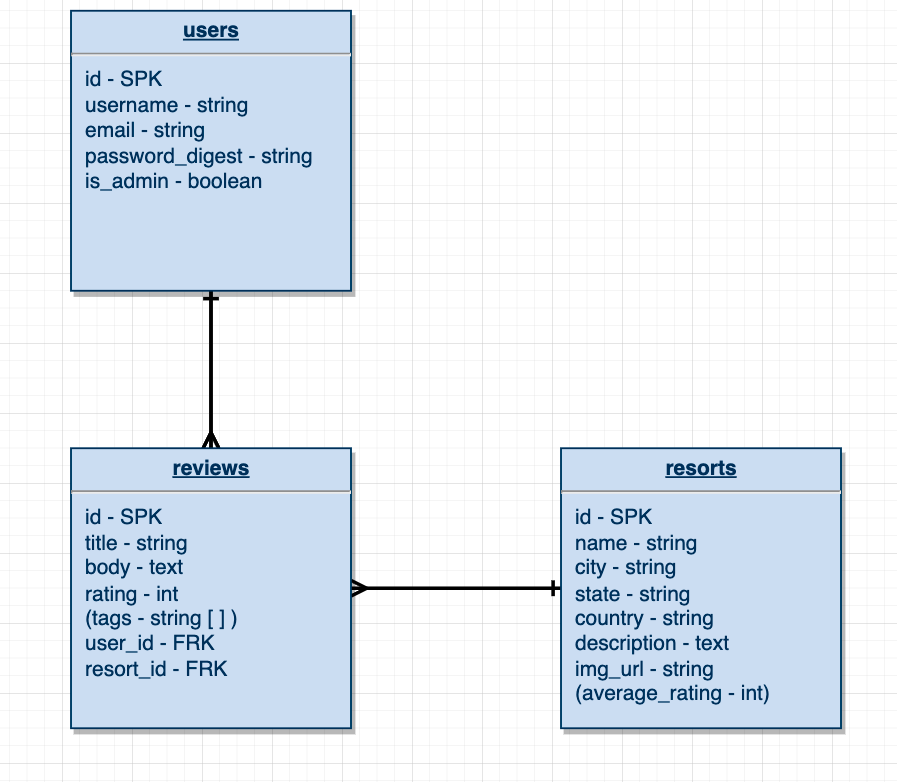 users
id - SPK
username - string
email - string
password_digest - string
is_admin - boolean
reviews
id - SPK
title - string
body - text
rating - int
(tags - string [ ] )
user_id - FRK
resort_id - FRK
resorts
id - SPK
name - string
city - string
state - string
country - string
description - text
img_url - string
(average_rating - int)